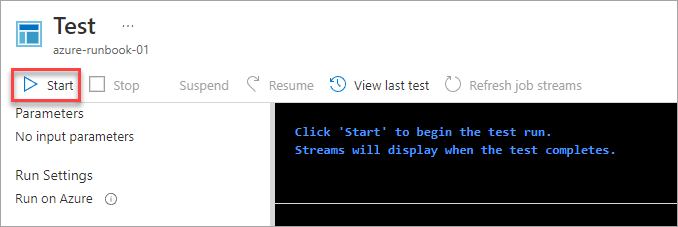 Test ...
azure-runbook-01
Start Stop Suspend Resume View last test Refresh job streams
Parameters
No input parameters
Run Settings
Run on Azure
Click 'Start' to begin the test run.
Streams will display when the test completes.